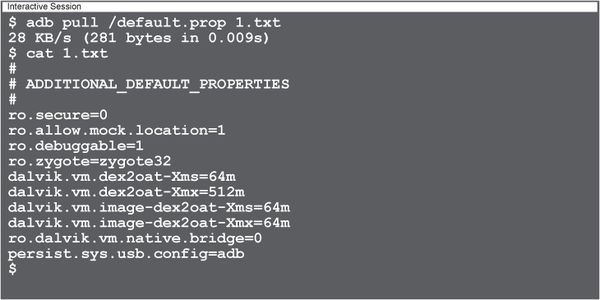 Interactive Session
$ adb pull /default.prop 1.txt
28 KB/s (281 bytes in 0.009s)
$ cat 1.txt
#
# ADDITIONAL_DEFAULT_PROPERTIES
#
ro.secure=0
ro.allow.mock.location=1
ro.debuggable=1
ro.zygote=zygote32
dalvik.vm.dex2oat-Xms=64m
dalvik.vm.dex2oat-Xmx=512m
dalvik.vm.image-dex2oat-Xms=64m
dalvik.vm.image-dex2oat-Xmx=64m
ro.dalvik.vm.native.bridge=0
persist.sys.usb.config=adb
$